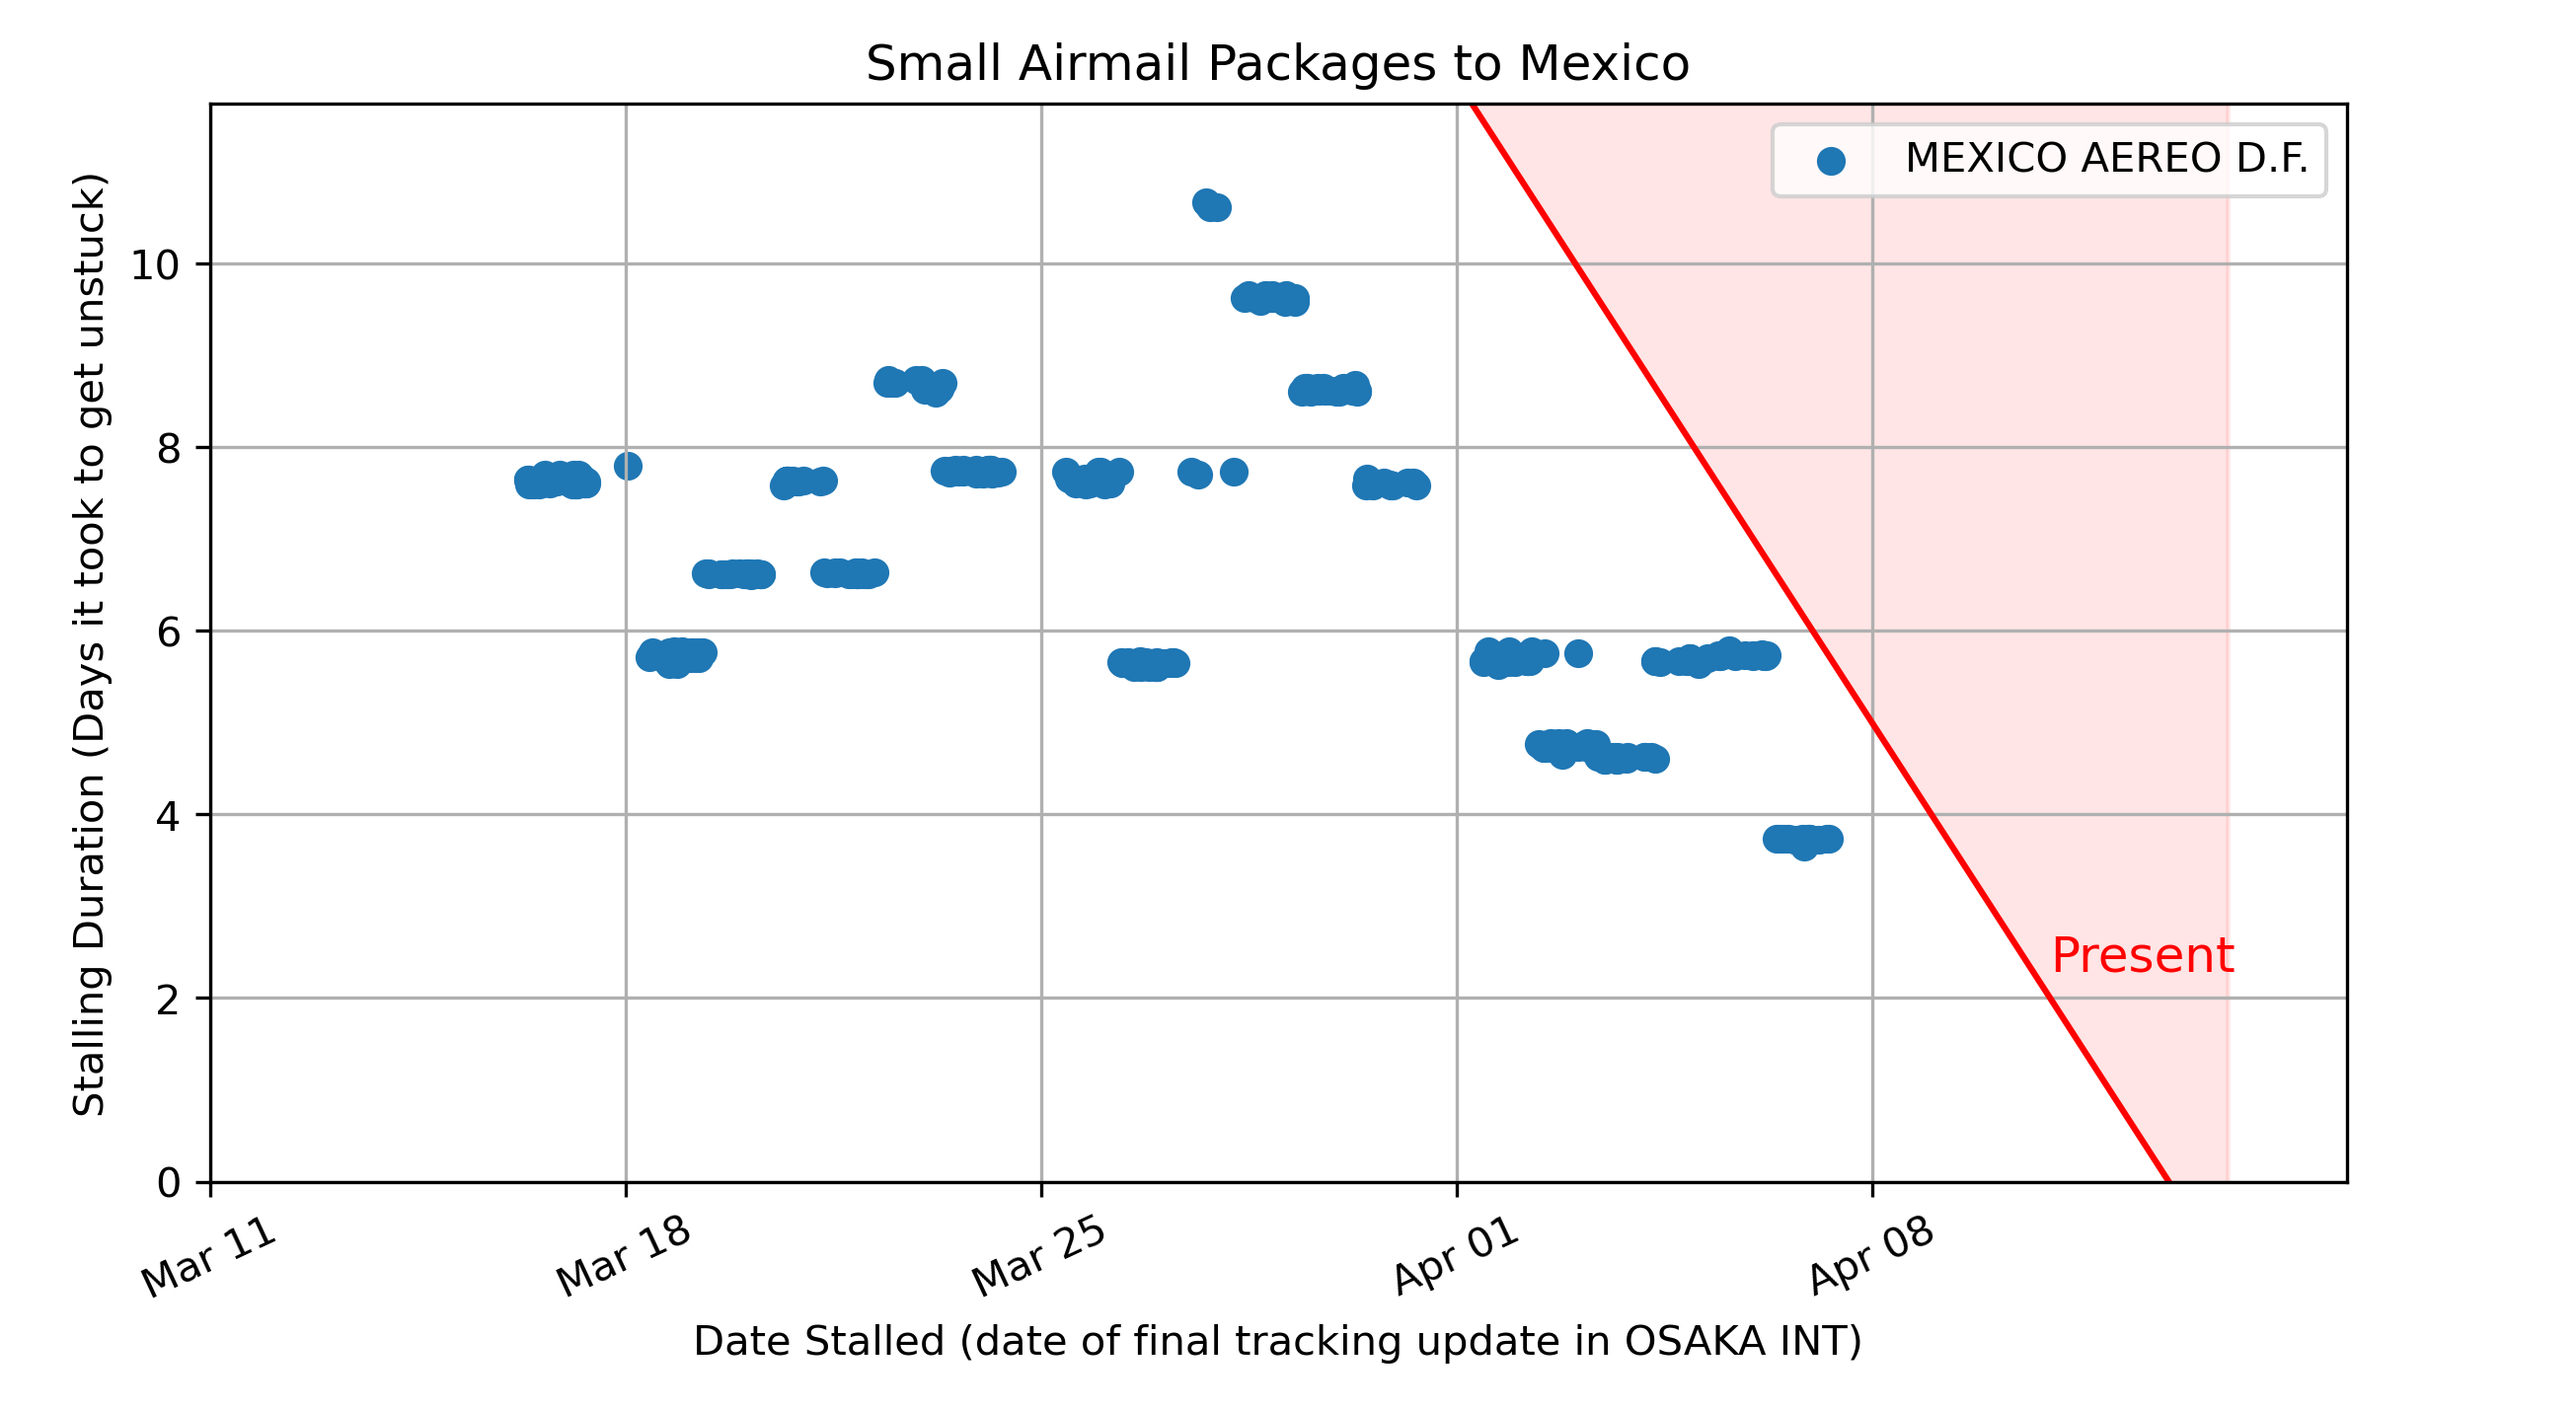 Small Airmail Packages to Mexico
MEXICO AEREO D.F.
Stalling Duration (Days it took to get unstuck)
10
8
6
4
2
0
Present
Mar 11
Mar 18
Mar 25
Apr 01
Apr 08
Date Stalled (date of final tracking update in OSAKA INT)